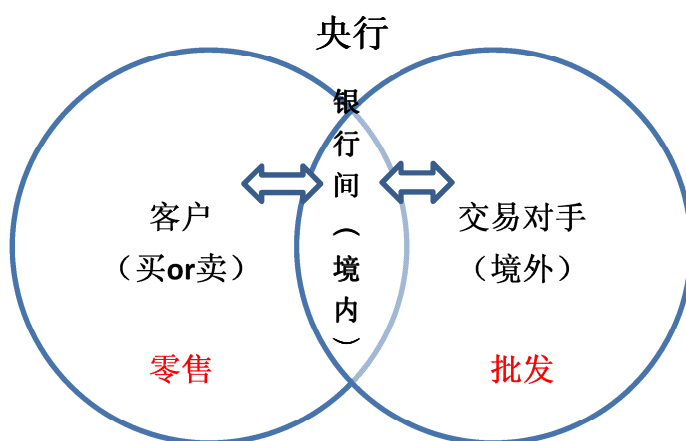 央行
银行间（境内）
客户
（买or卖）
零售
交易对手
（境外）
批发